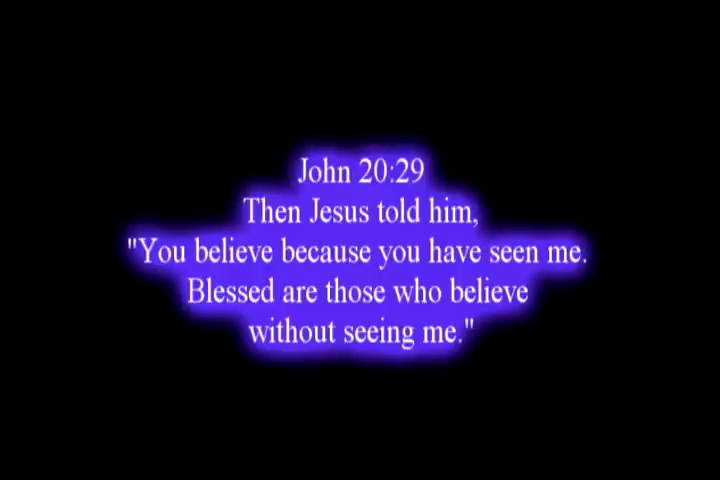 John 20:29
Then Jesus told him,
"You believe because you have seen me.
Blessed are those who believe
without seeing me."